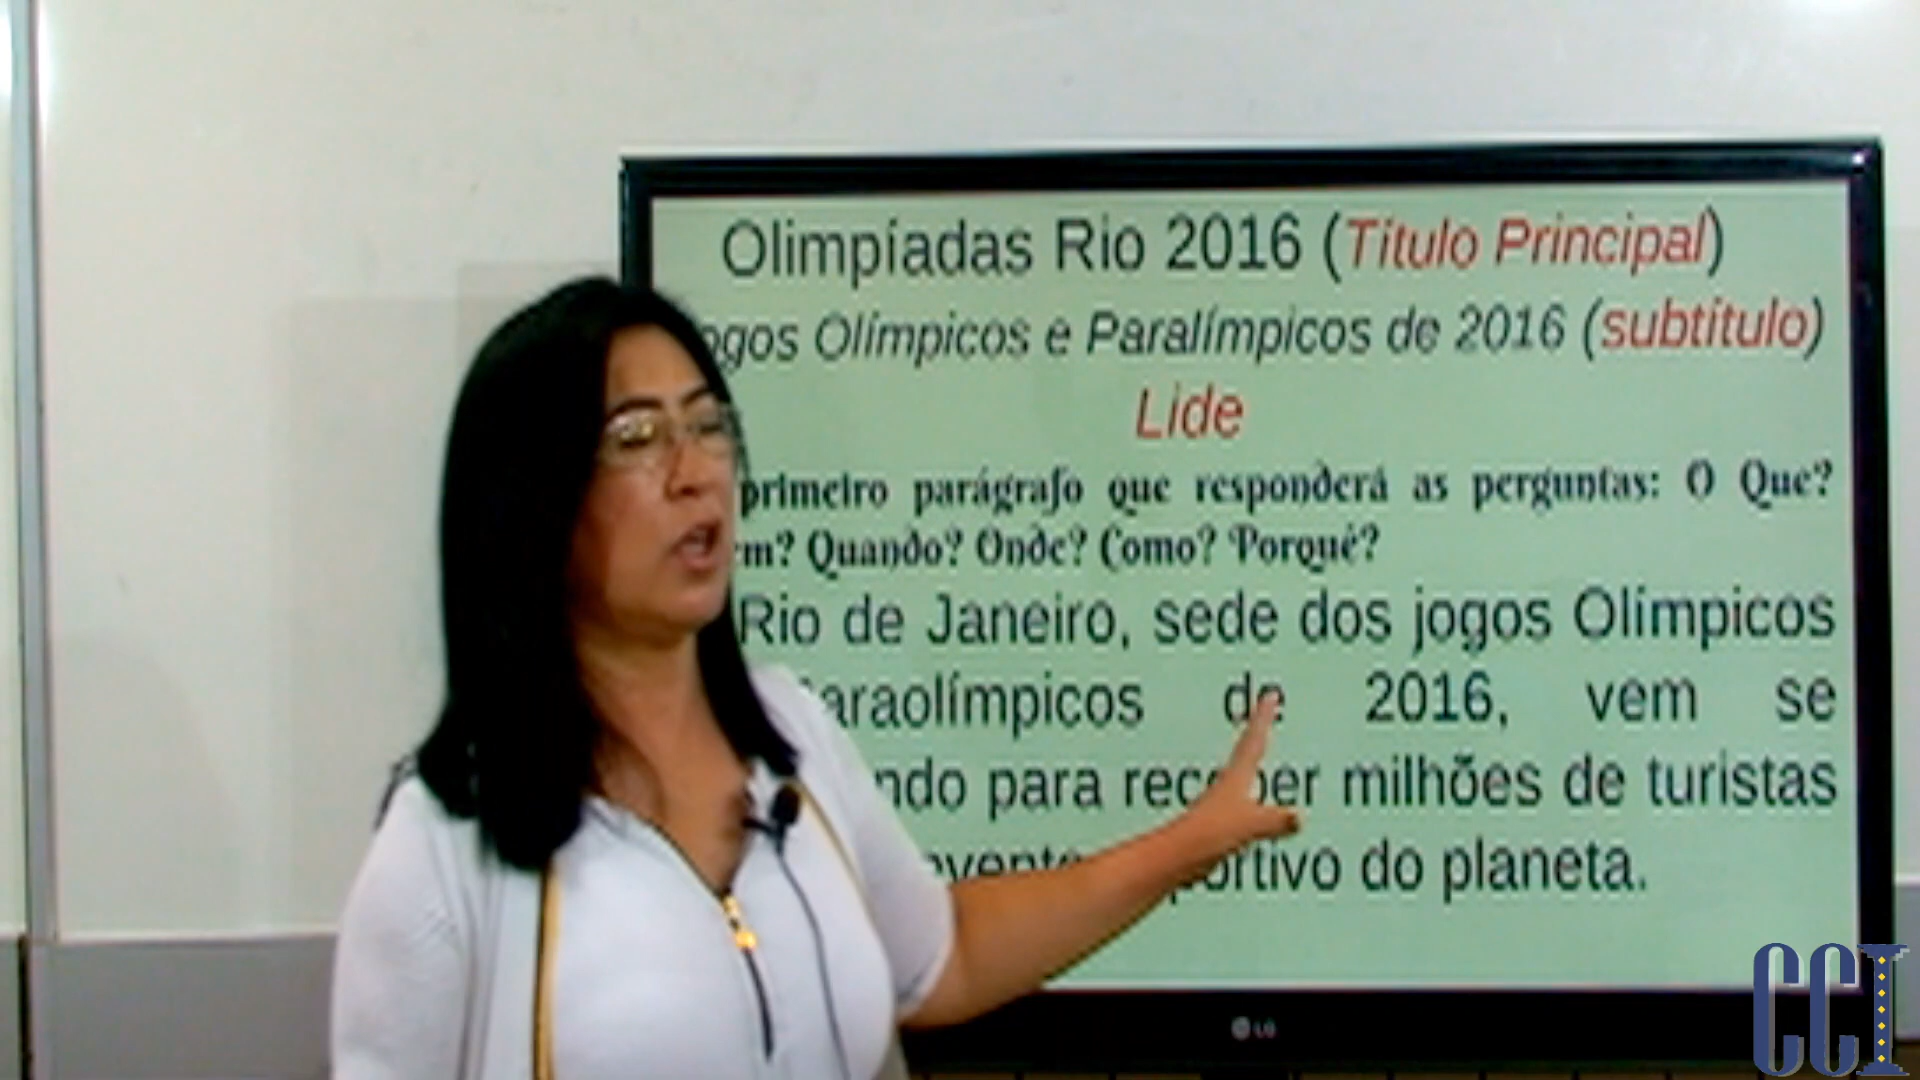 Olimpíadas Rio 2016 (Título Principal)
ogos Olímpicos e Paralímpicos de 2016 (subtítulo)
Lide
primeiro parágrafo que responderá as perguntas: O Que?
m? Quando? Onde? Como? Porquê?
Rio de Janeiro, sede dos jogos Olímpicos
araolímpicos de 2016, vem se
ndo para receber milhões de turistas
do planeta.
LG
CCI